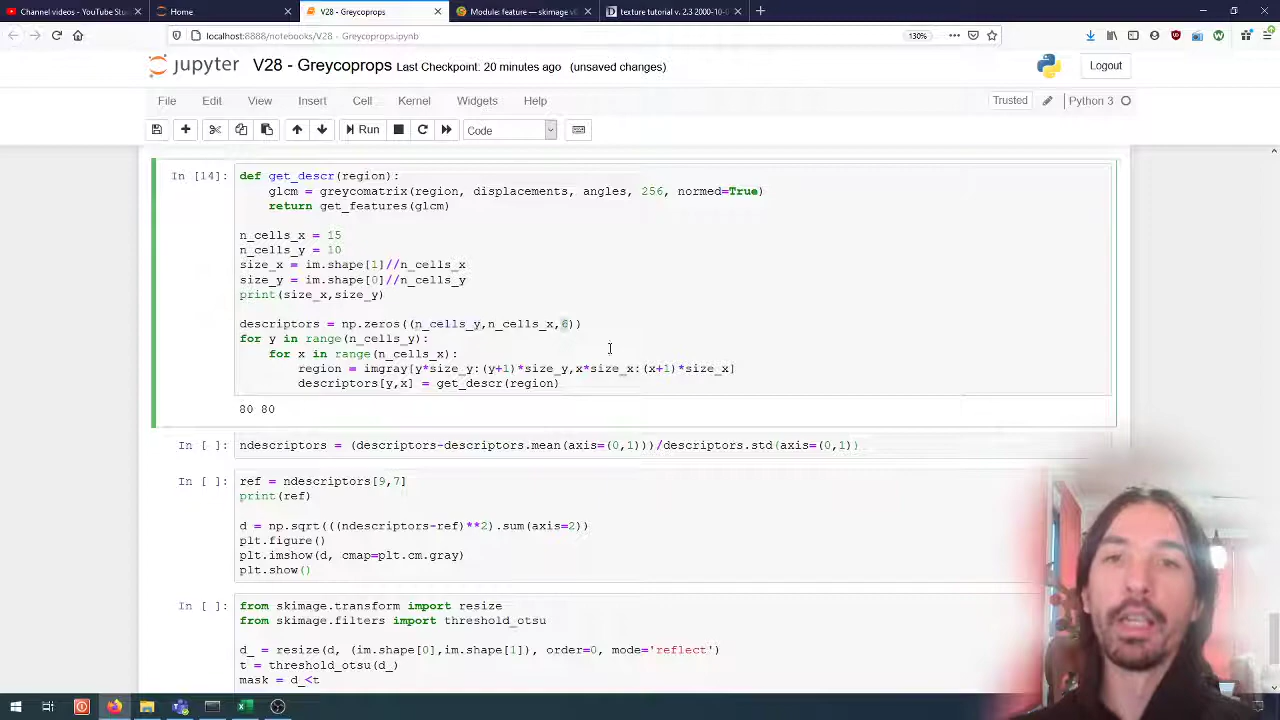 Channel videos - YouTube Stu
Home
V28 - Greycoprops
Module: feature — skimage v0
texture tutorial v. 2.3 2000-10-0
localhost:8888/notebooks/V28 - Greycoprops.ipynb
130%
jupyter V28 - Greycoprops Last Checkpoint: 20 minutes ago (unsaved changes)
Logout
File Edit View Insert Cell Kernel Widgets Help
Trusted
Python 3
Run
Code
In [14]:
def get_descr(region):
    glcm = greycomatrix(region, displacements, angles, 256, normed=True)
    return get_features(glcm)
n_cells_x = 15
n_cells_y = 10
size_x = im.shape[1]//n_cells_x
size_y = im.shape[0]//n_cells_y
print(size_x,size_y)
descriptors = np.zeros((n_cells_y,n_cells_x,6))
for y in range(n_cells_y):
    for x in range(n_cells_x):
        region = imgray[y*size_y:(y+1)*size_y,x*size_x:(x+1)*size_x]
        descriptors[y,x] = get_descr(region)
80 80
In [ ]:
ndescriptors = (descriptors-descriptors.mean(axis=(0,1)))/descriptors.std(axis=(0,1))
In [ ]:
ref = ndescriptors[9,7]
print(ref)
d = np.sqrt(((ndescriptors-ref)**2).sum(axis=2))
plt.figure()
plt.imshow(d, cmap=plt.cm.gray)
plt.show()
In [ ]:
from skimage.transform import resize
from skimage.filters import threshold_otsu
d_ = resize(d, (im.shape[0],im.shape[1]), order=0, mode='reflect')
t = threshold_otsu(d_)
mask = d_<t